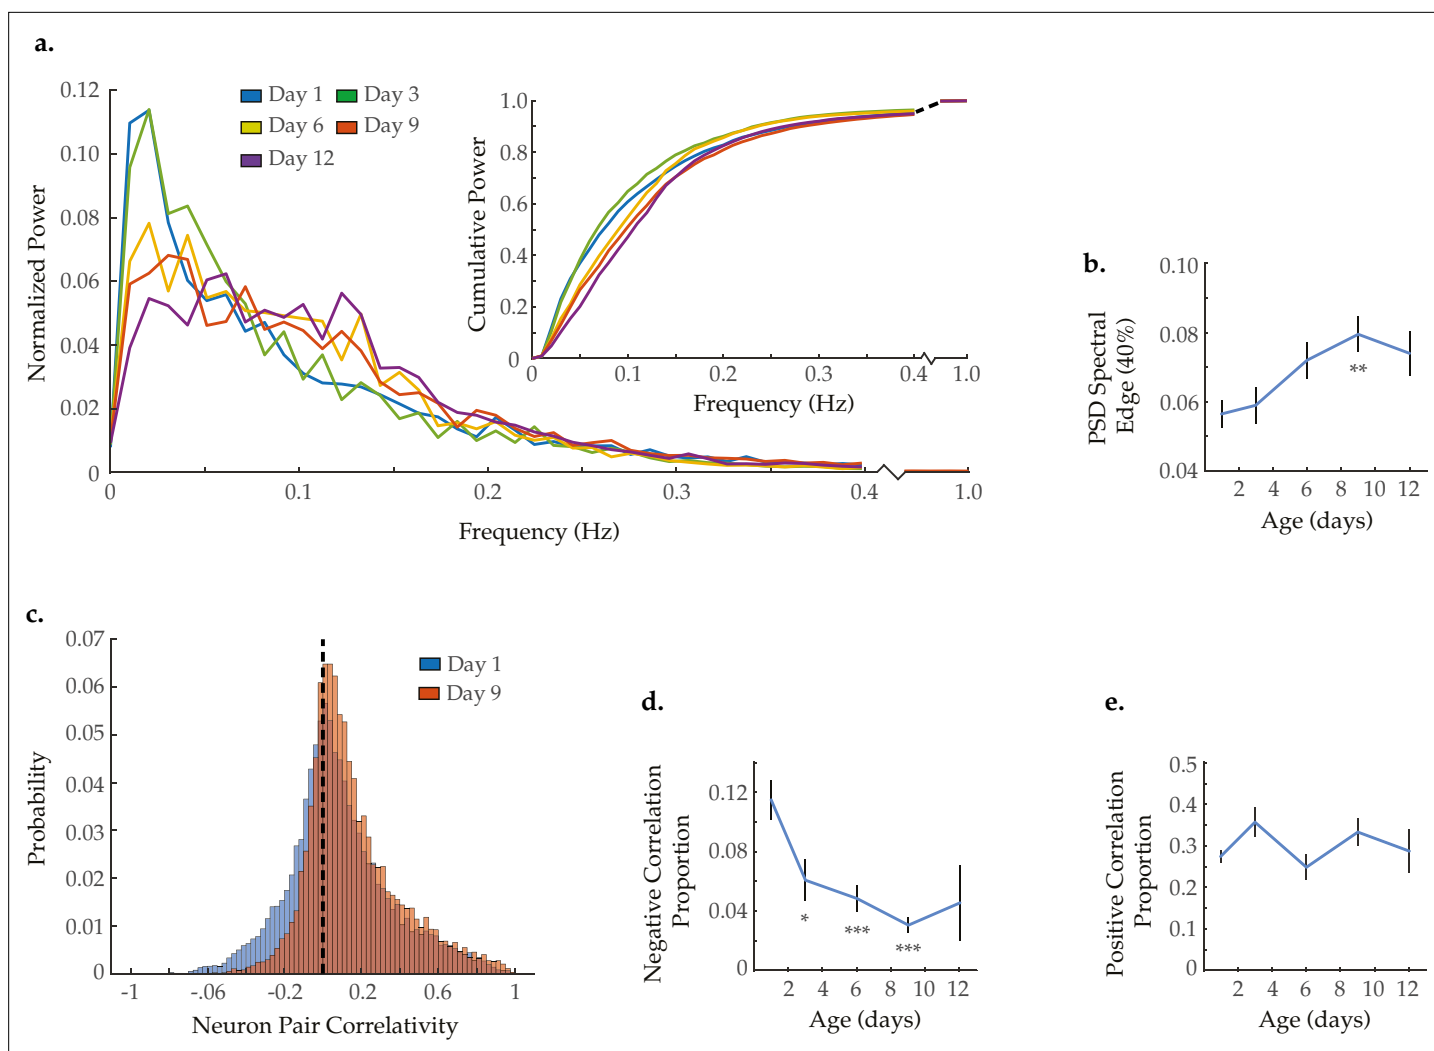 a.
Normalized Power
0.12
0.10
0.08
0.06
0.04
0.02
0
0
0.1
0.2
0.3
0.4
1.0
Frequency (Hz)
Day 1
Day 3
Day 6
Day 9
Day 12
Cumulative Power
1.0
0.8
0.6
0.4
0.2
0
0
0.1
0.2
0.3
0.4
1.0
Frequency (Hz)
b.
PSD Spectral
Edge (40%)
0.10
0.08
0.06
0.04
**
2 4 6 8 10 12
Age (days)
c.
Probability
0.07
0.06
0.05
0.04
0.03
0.02
0.01
0
Day 1
Day 9
-1 -.06 -0.2 0.2 0.6 1
Neuron Pair Correlativity
d.
Negative Correlation
Proportion
0.12
0.08
0.04
0
*
***
***
2 4 6 8 10 12
Age (days)
e.
Positive Correlation
Proportion
0.5
0.4
0.3
0.2
0.1
0
2 4 6 8 10 12
Age (days)